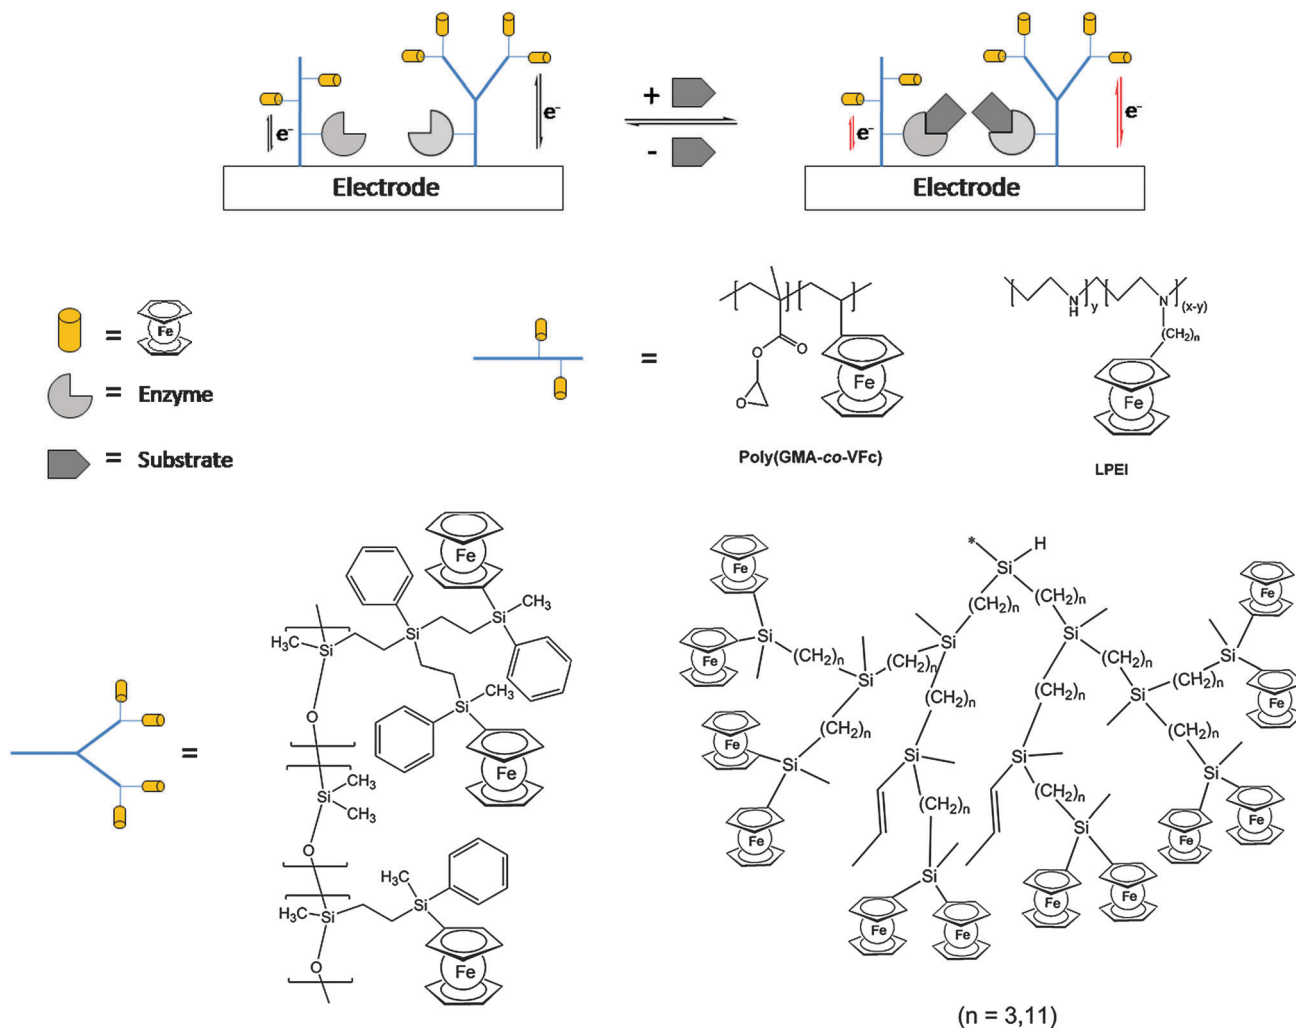 e⁻
e⁻
+
-
e⁻
e⁻
Electrode
Electrode
= Fe
= Enzyme
= Substrate
=
O
O
O
Fe
Poly(GMA-co-VFc)
N
H
y
N
(x-y)
(CH₂)ₙ
Fe
LPEI
=
Fe
CH₃
Si
Si
H₃C
Si
CH₃
Si
O
Fe
CH₃
Si
CH₃
O
CH₃
H₃C
Si
Si
O
Fe
*
H
Si
(CH₂)ₙ
(CH₂)ₙ
Fe
Fe
Fe
Si
Si
Si
Fe
(CH₂)ₙ
(CH₂)ₙ
(CH₂)ₙ
(CH₂)ₙ
Si
Si
Si
Fe
(CH₂)ₙ
(CH₂)ₙ
(CH₂)ₙ
(CH₂)ₙ
Fe
Si
Si
Si
Si
Fe
(CH₂)ₙ
(CH₂)ₙ
Fe
Fe
Fe
Si
Si
Fe
Fe
Fe
Fe
(n = 3,11)